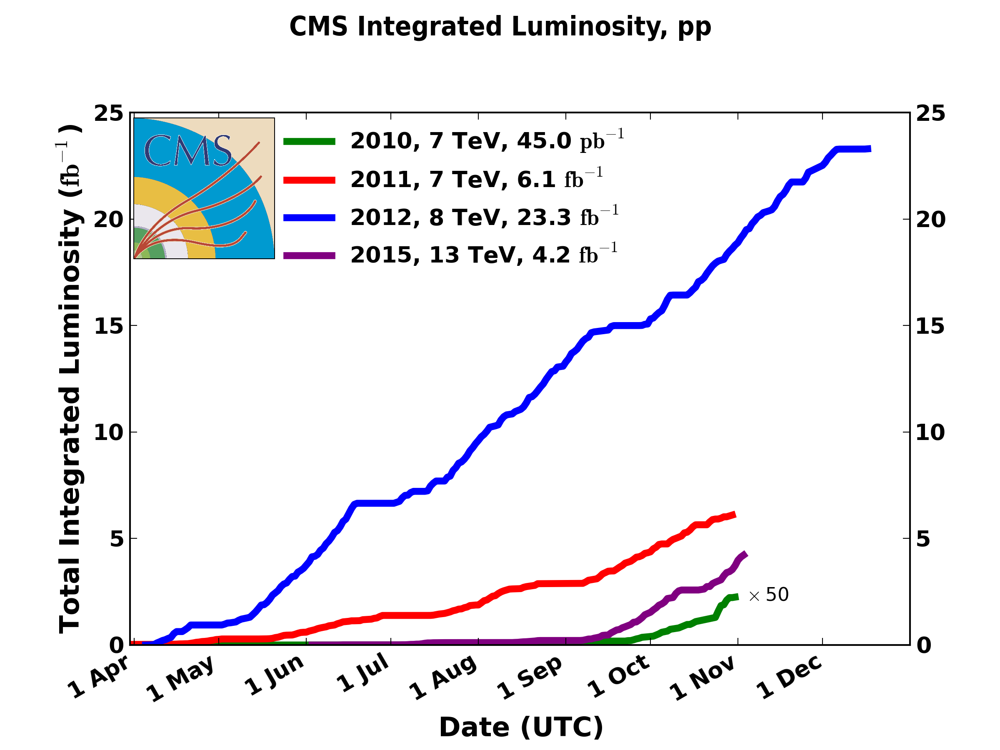 CMS Integrated Luminosity, pp
Total Integrated Luminosity (fb⁻¹)
25
20
15
10
5
0
CMS
2010, 7 TeV, 45.0 pb⁻¹
2011, 7 TeV, 6.1 fb⁻¹
2012, 8 TeV, 23.3 fb⁻¹
2015, 13 TeV, 4.2 fb⁻¹
× 50
25
20
15
10
5
0
1 Apr
1 May
1 Jun
1 Jul
1 Aug
1 Sep
1 Oct
1 Nov
1 Dec
Date (UTC)